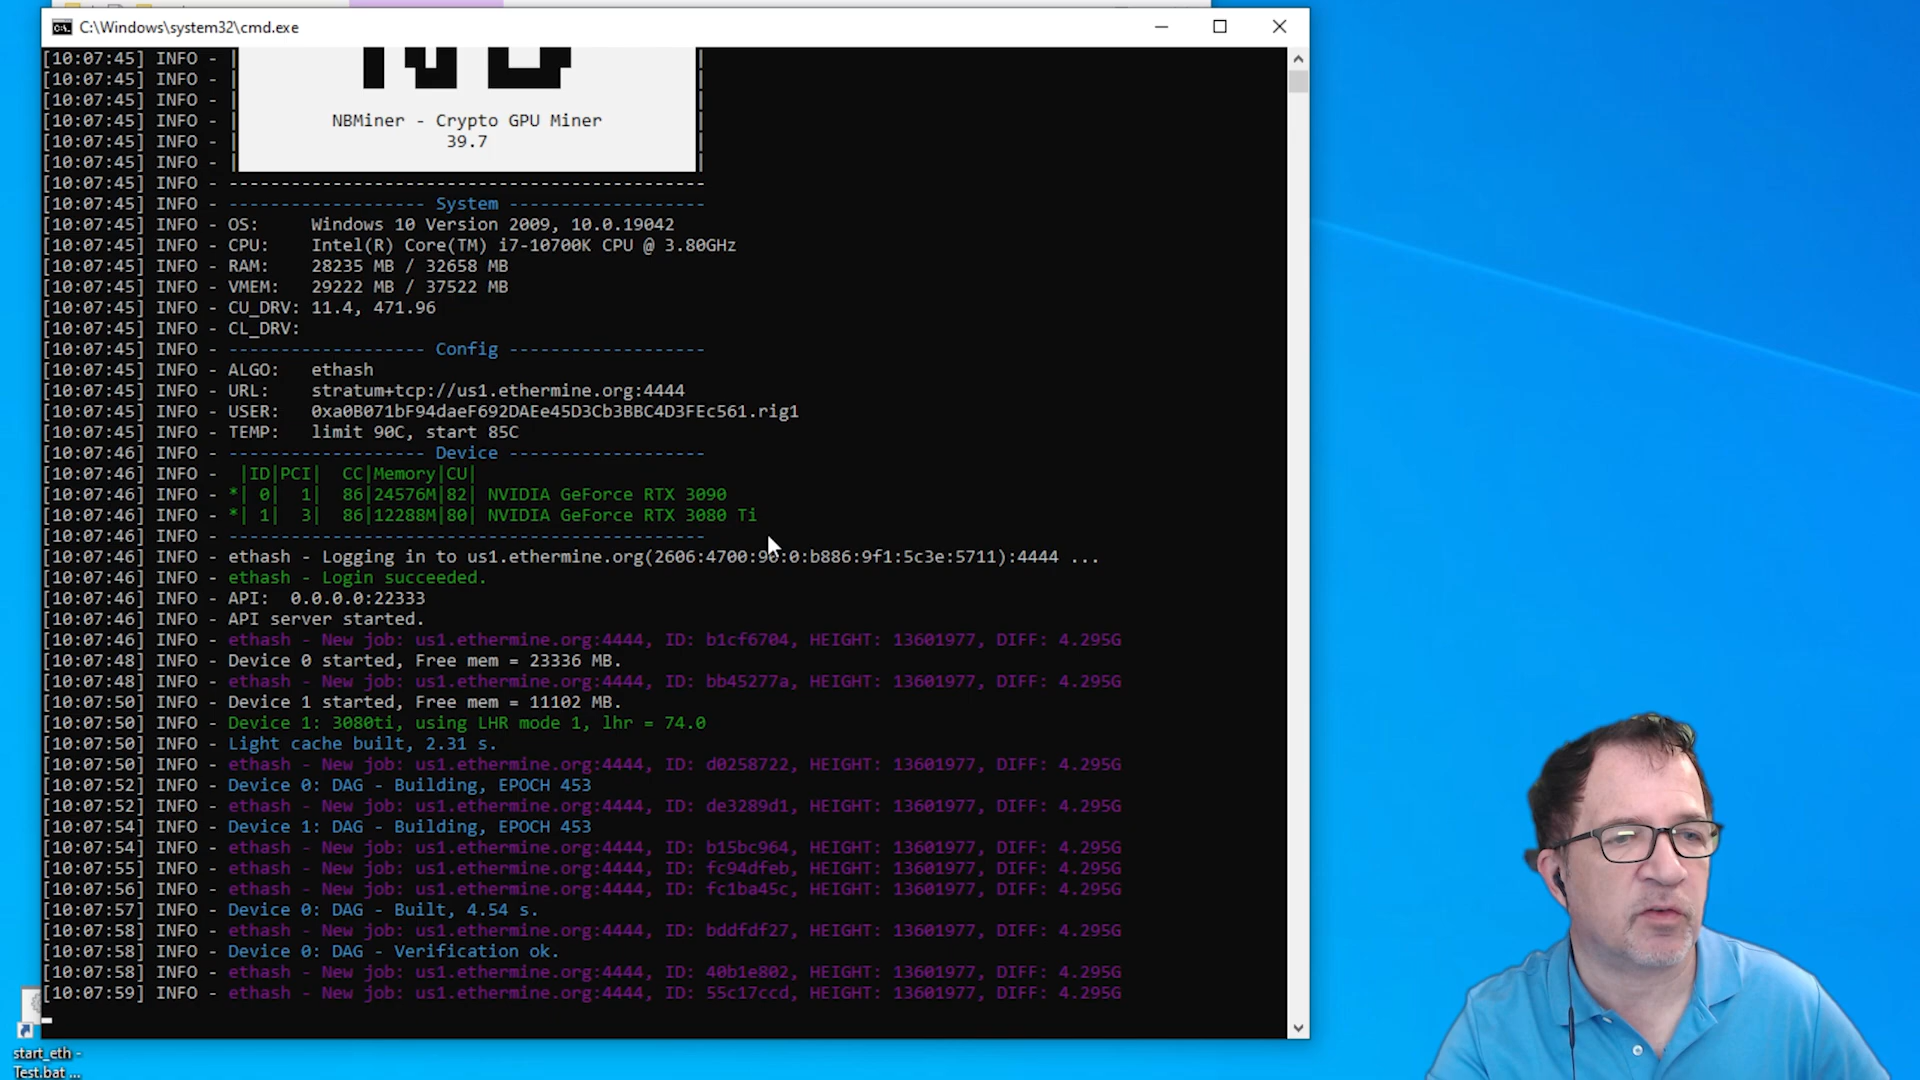 C:\Windows\system32\cmd.exe
[10:07:45] INFO - |
[10:07:45] INFO - |
[10:07:45] INFO - |
[10:07:45] INFO - | NBMiner - Crypto GPU Miner |
[10:07:45] INFO - | 39.7 |
[10:07:45] INFO - |
[10:07:45] INFO - ----------------------------------------------
[10:07:45] INFO - ------------------- System -------------------
[10:07:45] INFO - OS: Windows 10 Version 2009, 10.0.19042
[10:07:45] INFO - CPU: Intel(R) Core(TM) i7-10700K CPU @ 3.80GHz
[10:07:45] INFO - RAM: 28235 MB / 32658 MB
[10:07:45] INFO - VMEM: 29222 MB / 37522 MB
[10:07:45] INFO - CU_DRV: 11.4, 471.96
[10:07:45] INFO - CL_DRV:
[10:07:45] INFO - ------------------- Config -------------------
[10:07:45] INFO - ALGO: ethash
[10:07:45] INFO - URL: stratum+tcp://us1.ethermine.org:4444
[10:07:45] INFO - USER: 0xa0B071bF94daeF692DAEe45D3Cb3BBC4D3FEc561.rig1
[10:07:45] INFO - TEMP: limit 90C, start 85C
[10:07:46] INFO - ------------------- Device -------------------
[10:07:46] INFO - |ID|PCI| CC|Memory|CU|
[10:07:46] INFO - *| 0| 1| 86|24576M|82| NVIDIA GeForce RTX 3090
[10:07:46] INFO - *| 1| 3| 86|12288M|80| NVIDIA GeForce RTX 3080 Ti
[10:07:46] INFO - ----------------------------------------------
[10:07:46] INFO - ethash - Logging in to us1.ethermine.org(2606:4700:90:0:b886:9f1:5c3e:5711):4444 ...
[10:07:46] INFO - ethash - Login succeeded.
[10:07:46] INFO - API: 0.0.0.0:22333
[10:07:46] INFO - API server started.
[10:07:46] INFO - ethash - New job: us1.ethermine.org:4444, ID: b1cf6704, HEIGHT: 13601977, DIFF: 4.295G
[10:07:48] INFO - Device 0 started, Free mem = 23336 MB.
[10:07:48] INFO - ethash - New job: us1.ethermine.org:4444, ID: bb45277a, HEIGHT: 13601977, DIFF: 4.295G
[10:07:50] INFO - Device 1 started, Free mem = 11102 MB.
[10:07:50] INFO - Device 1: 3080ti, using LHR mode 1, lhr = 74.0
[10:07:50] INFO - Light cache built, 2.31 s.
[10:07:50] INFO - ethash - New job: us1.ethermine.org:4444, ID: d0258722, HEIGHT: 13601977, DIFF: 4.295G
[10:07:52] INFO - Device 0: DAG - Building, EPOCH 453
[10:07:52] INFO - ethash - New job: us1.ethermine.org:4444, ID: de3289d1, HEIGHT: 13601977, DIFF: 4.295G
[10:07:54] INFO - Device 1: DAG - Building, EPOCH 453
[10:07:54] INFO - ethash - New job: us1.ethermine.org:4444, ID: b15bc964, HEIGHT: 13601977, DIFF: 4.295G
[10:07:55] INFO - ethash - New job: us1.ethermine.org:4444, ID: fc94dfeb, HEIGHT: 13601977, DIFF: 4.295G
[10:07:56] INFO - ethash - New job: us1.ethermine.org:4444, ID: fc1ba45c, HEIGHT: 13601977, DIFF: 4.295G
[10:07:57] INFO - Device 0: DAG - Built, 4.54 s.
[10:07:58] INFO - ethash - New job: us1.ethermine.org:4444, ID: bddfdf27, HEIGHT: 13601977, DIFF: 4.295G
[10:07:58] INFO - Device 0: DAG - Verification ok.
[10:07:58] INFO - ethash - New job: us1.ethermine.org:4444, ID: 40b1e802, HEIGHT: 13601977, DIFF: 4.295G
[10:07:59] INFO - ethash - New job: us1.ethermine.org:4444, ID: 55c17ccd, HEIGHT: 13601977, DIFF: 4.295G
start_eth -
Test.bat ...